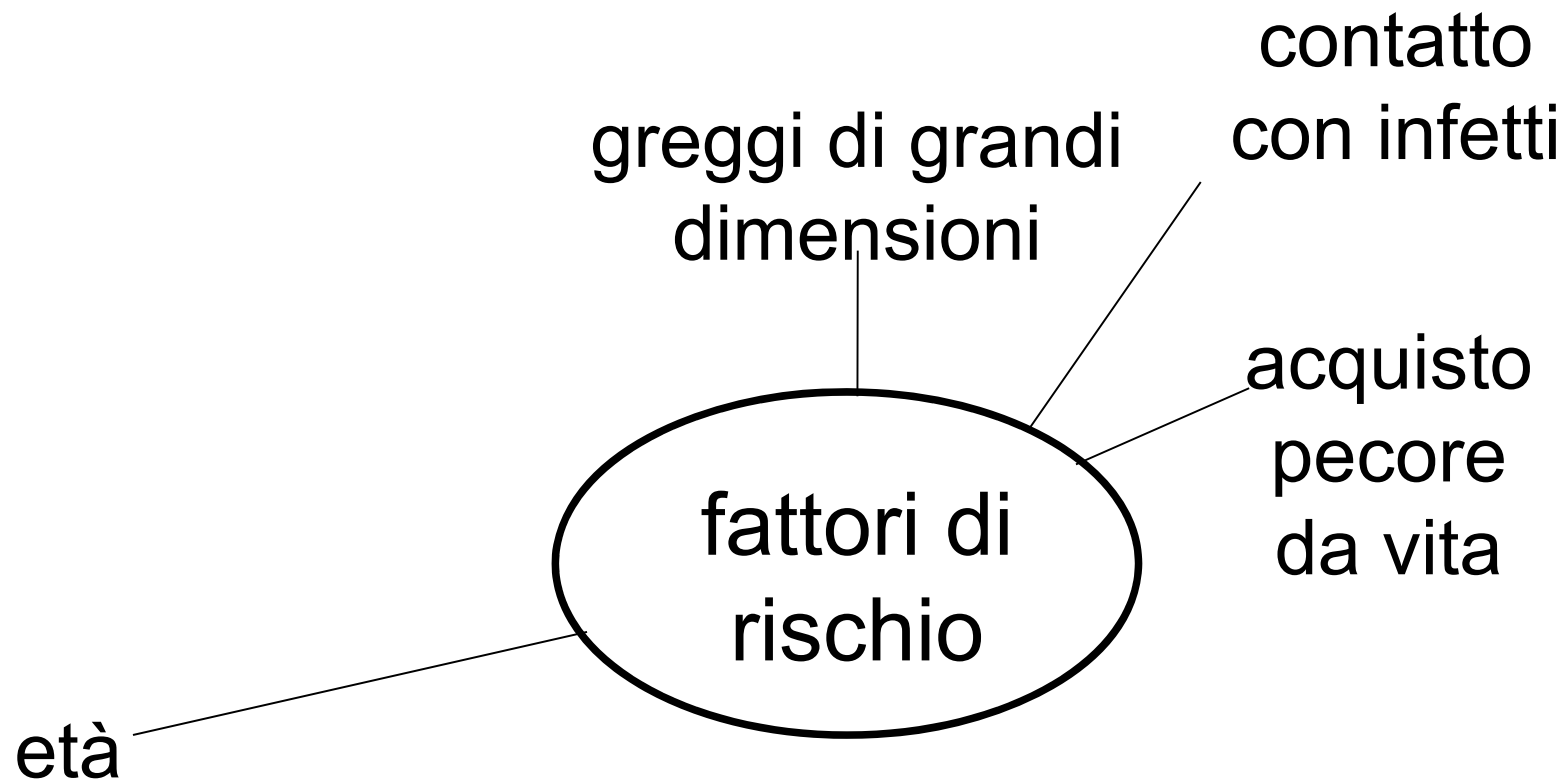 contatto
con infetti
greggi di grandi
dimensioni
acquisto
pecore
da vita
fattori di
rischio
età